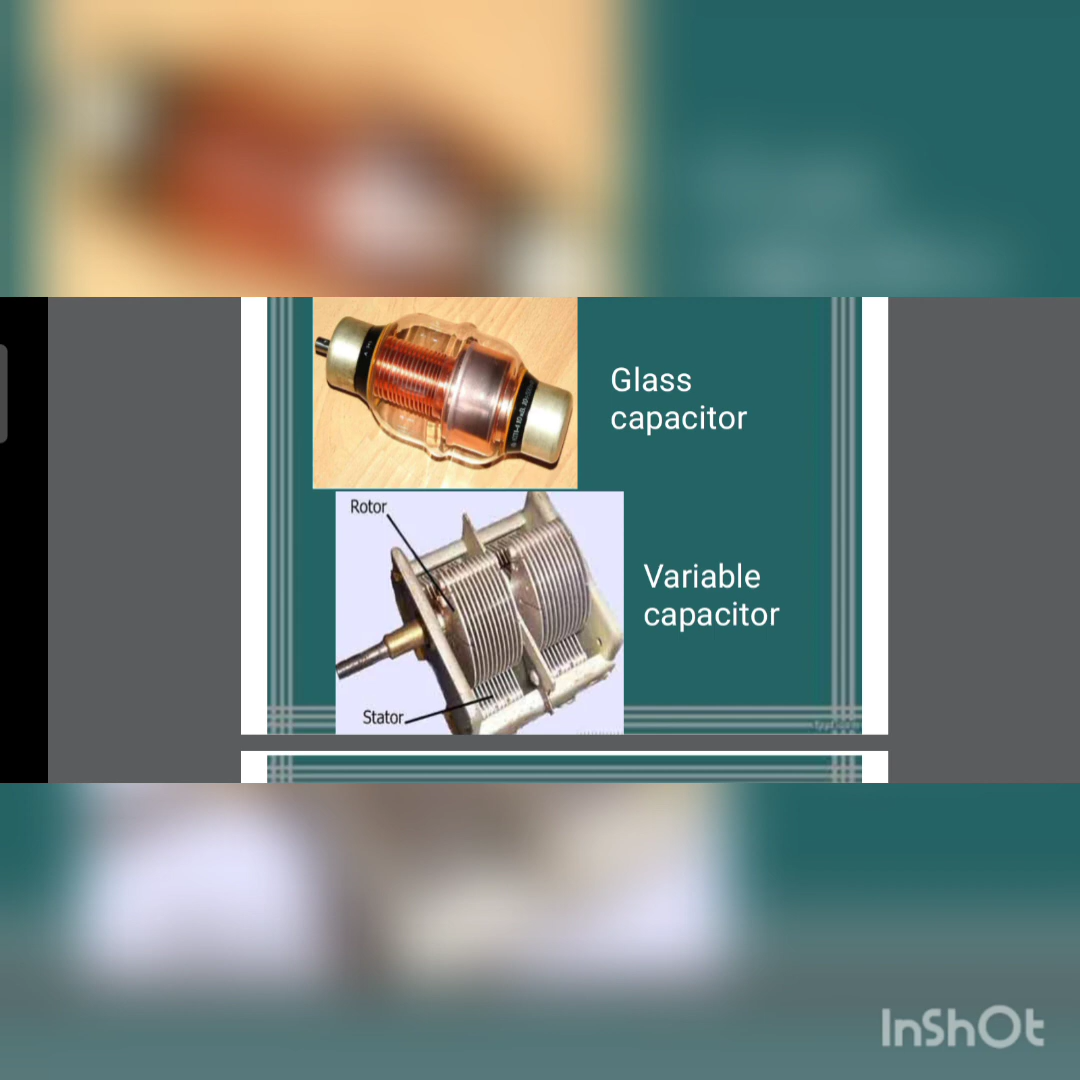 Glass
capacitor
Rotor
Variable
capacitor
Stator
InShOt